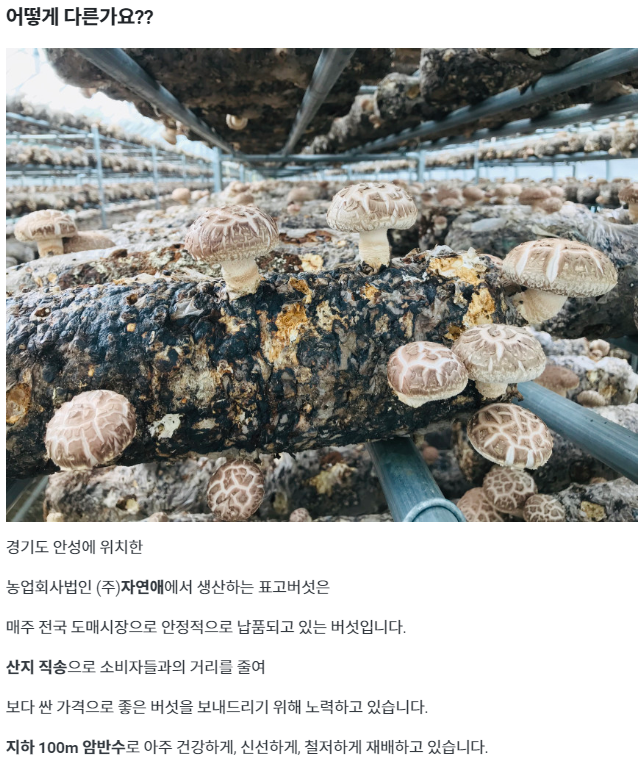 어떻게 다른가요??
경기도 안성에 위치한
농업회사법인 (주)자연애에서 생산하는 표고버섯은
매주 전국 도매시장으로 안정적으로 납품되고 있는 버섯입니다.
산지 직송으로 소비자들과의 거리를 줄여
보다 싼 가격으로 좋은 버섯을 보내드리기 위해 노력하고 있습니다.
지하 100m 암반수로 아주 건강하게, 신선하게, 철저하게 재배하고 있습니다.